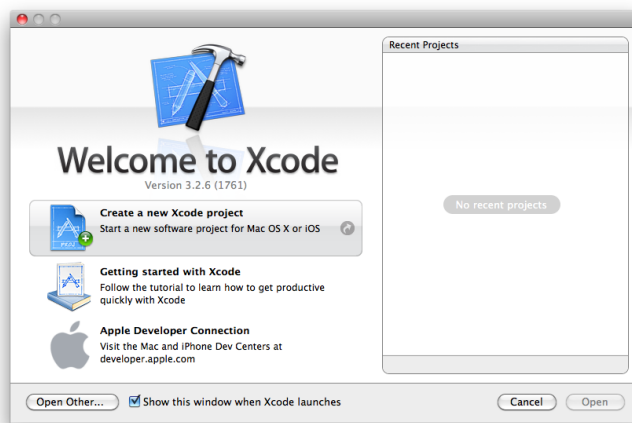 Recent Projects
Welcome to Xcode
Version 3.2.6 (1761)
Create a new Xcode project
Start a new software project for Mac OS X or iOS
No recent projects
Getting started with Xcode
Follow the tutorial to learn how to get productive
quickly with Xcode
Apple Developer Connection
Visit the Mac and iPhone Dev Centers at
developer.apple.com
Open Other...
Show this window when Xcode launches
Cancel
Open